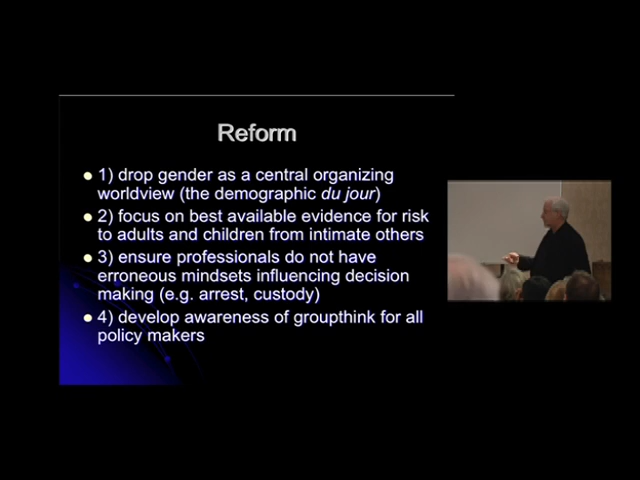 Reform
1) drop gender as a central organizing
worldview (the demographic du jour)
2) focus on best available evidence for risk
to adults and children from intimate others
3) ensure professionals do not have
erroneous mindsets influencing decision
making (e.g. arrest, custody)
4) develop awareness of groupthink for all
policy makers